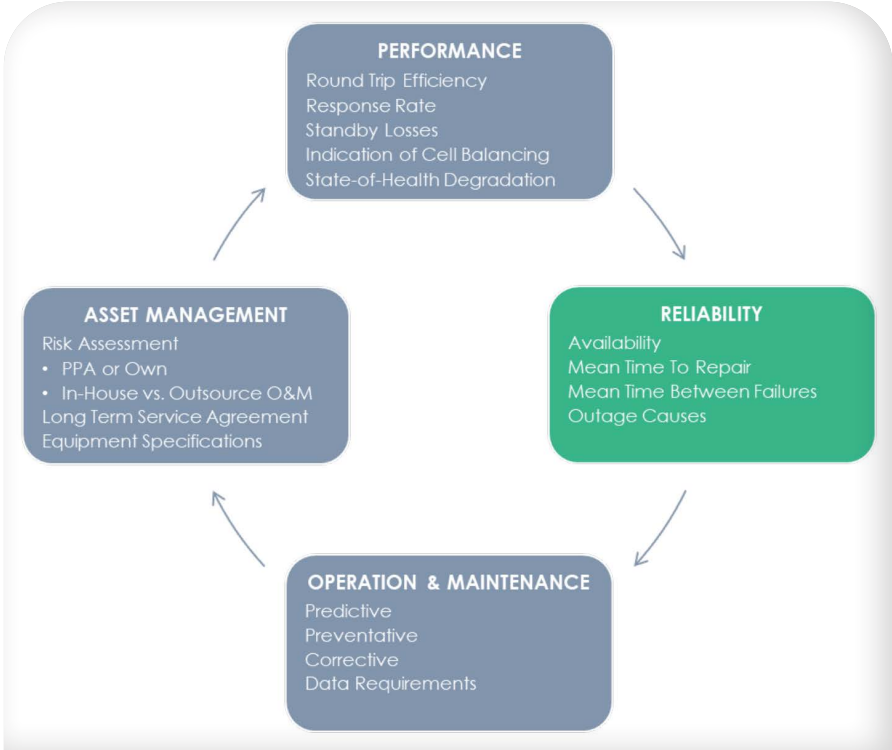 PERFORMANCE
Round Trip Efficiency
Response Rate
Standby Losses
Indication of Cell Balancing
State-of-Health Degradation
RELIABILITY
Availability
Mean Time To Repair
Mean Time Between Failures
Outage Causes
OPERATION & MAINTENANCE
Predictive
Preventative
Corrective
Data Requirements
ASSET MANAGEMENT
Risk Assessment
• PPA or Own
• In-House vs. Outsource O&M
Long Term Service Agreement
Equipment Specifications